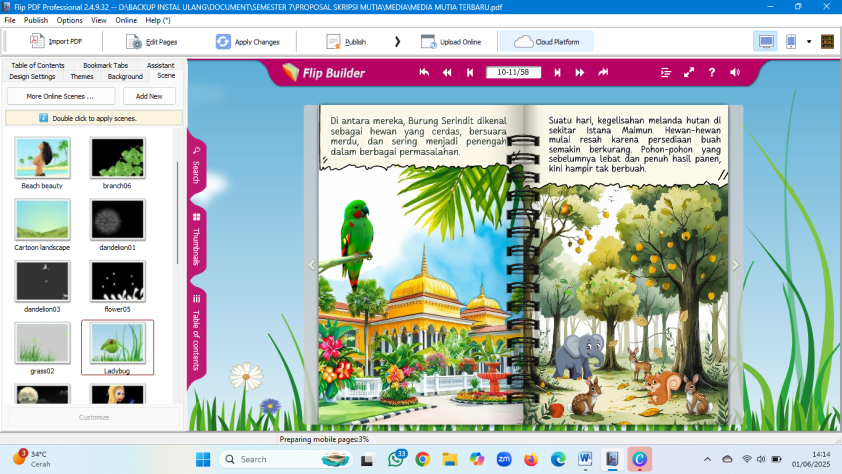 Flip PDF Professional 2.4.9.32 -- D:\BACKUP INSTAL ULANG\DOCUMENT\SEMESTER 7\PROPOSAL SKRIPSI MUTIA\MEDIA\MEDIA MUTIA TERBARU.pdf
File Publish Options View Online Help (*)
Import PDF Edit Pages Apply Changes Publish Upload Online Cloud Platform
Table of Contents Bookmark Tabs Assistant
Design Settings Themes Background Scene
More Online Scenes ... Add New
Double click to apply scenes.
Beach beauty branch06
Cartoon landscape dandelion01
dandelion03 flower05
grass02 Ladybug
Customize
Flip Builder
10-11/58
Search
Thumbnails
Table of contents
Di antara mereka, Burung Serindit dikenal
sebagai hewan yang cerdas, bersuara
merdu, dan sering menjadi penengah
dalam berbagai permasalahan.
Suatu hari, kegelisahan melanda hutan di
sekitar Istana Maimun. Hewan-hewan
mulai resah karena persediaan buah
semakin berkurang. Pohon-pohon yang
sebelumnya lebat dan penuh hasil panen,
kini hampir tak berbuah.
Preparing mobile pages:3%
3
34°C
Cerah
Search
33
zm
14:14
01/06/2025